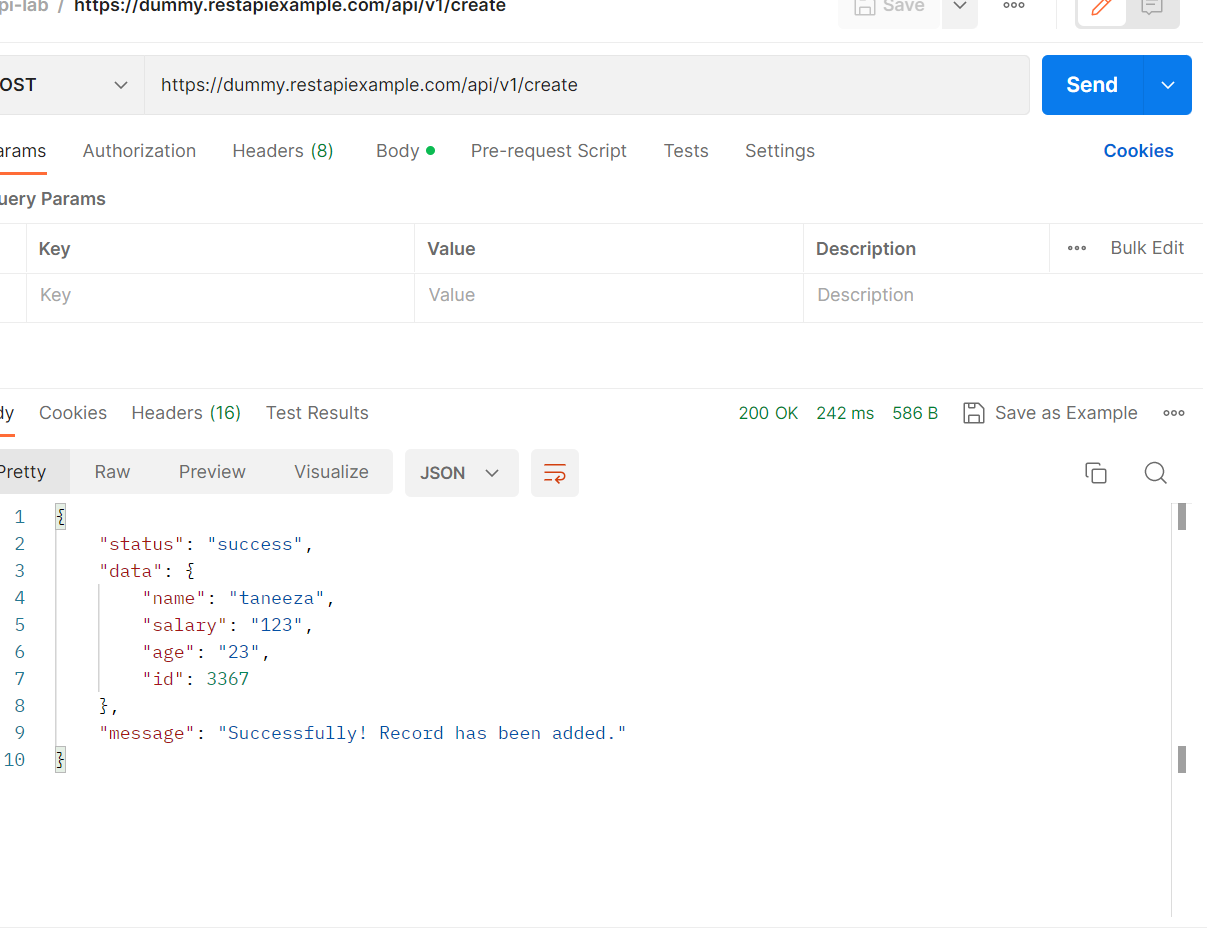 pi-lab / https://dummy.restapiexample.com/api/v1/create Save
OST https://dummy.restapiexample.com/api/v1/create Send
arams Authorization Headers (8) Body Pre-request Script Tests Settings Cookies
uery Params
Key Value Description Bulk Edit
Key Value Description
dy Cookies Headers (16) Test Results 200 OK 242 ms 586 B Save as Example
Pretty Raw Preview Visualize JSON
1 {
2 "status": "success",
3 "data": {
4 "name": "taneeza",
5 "salary": "123",
6 "age": "23",
7 "id": 3367
8 },
9 "message": "Successfully! Record has been added."
10 }